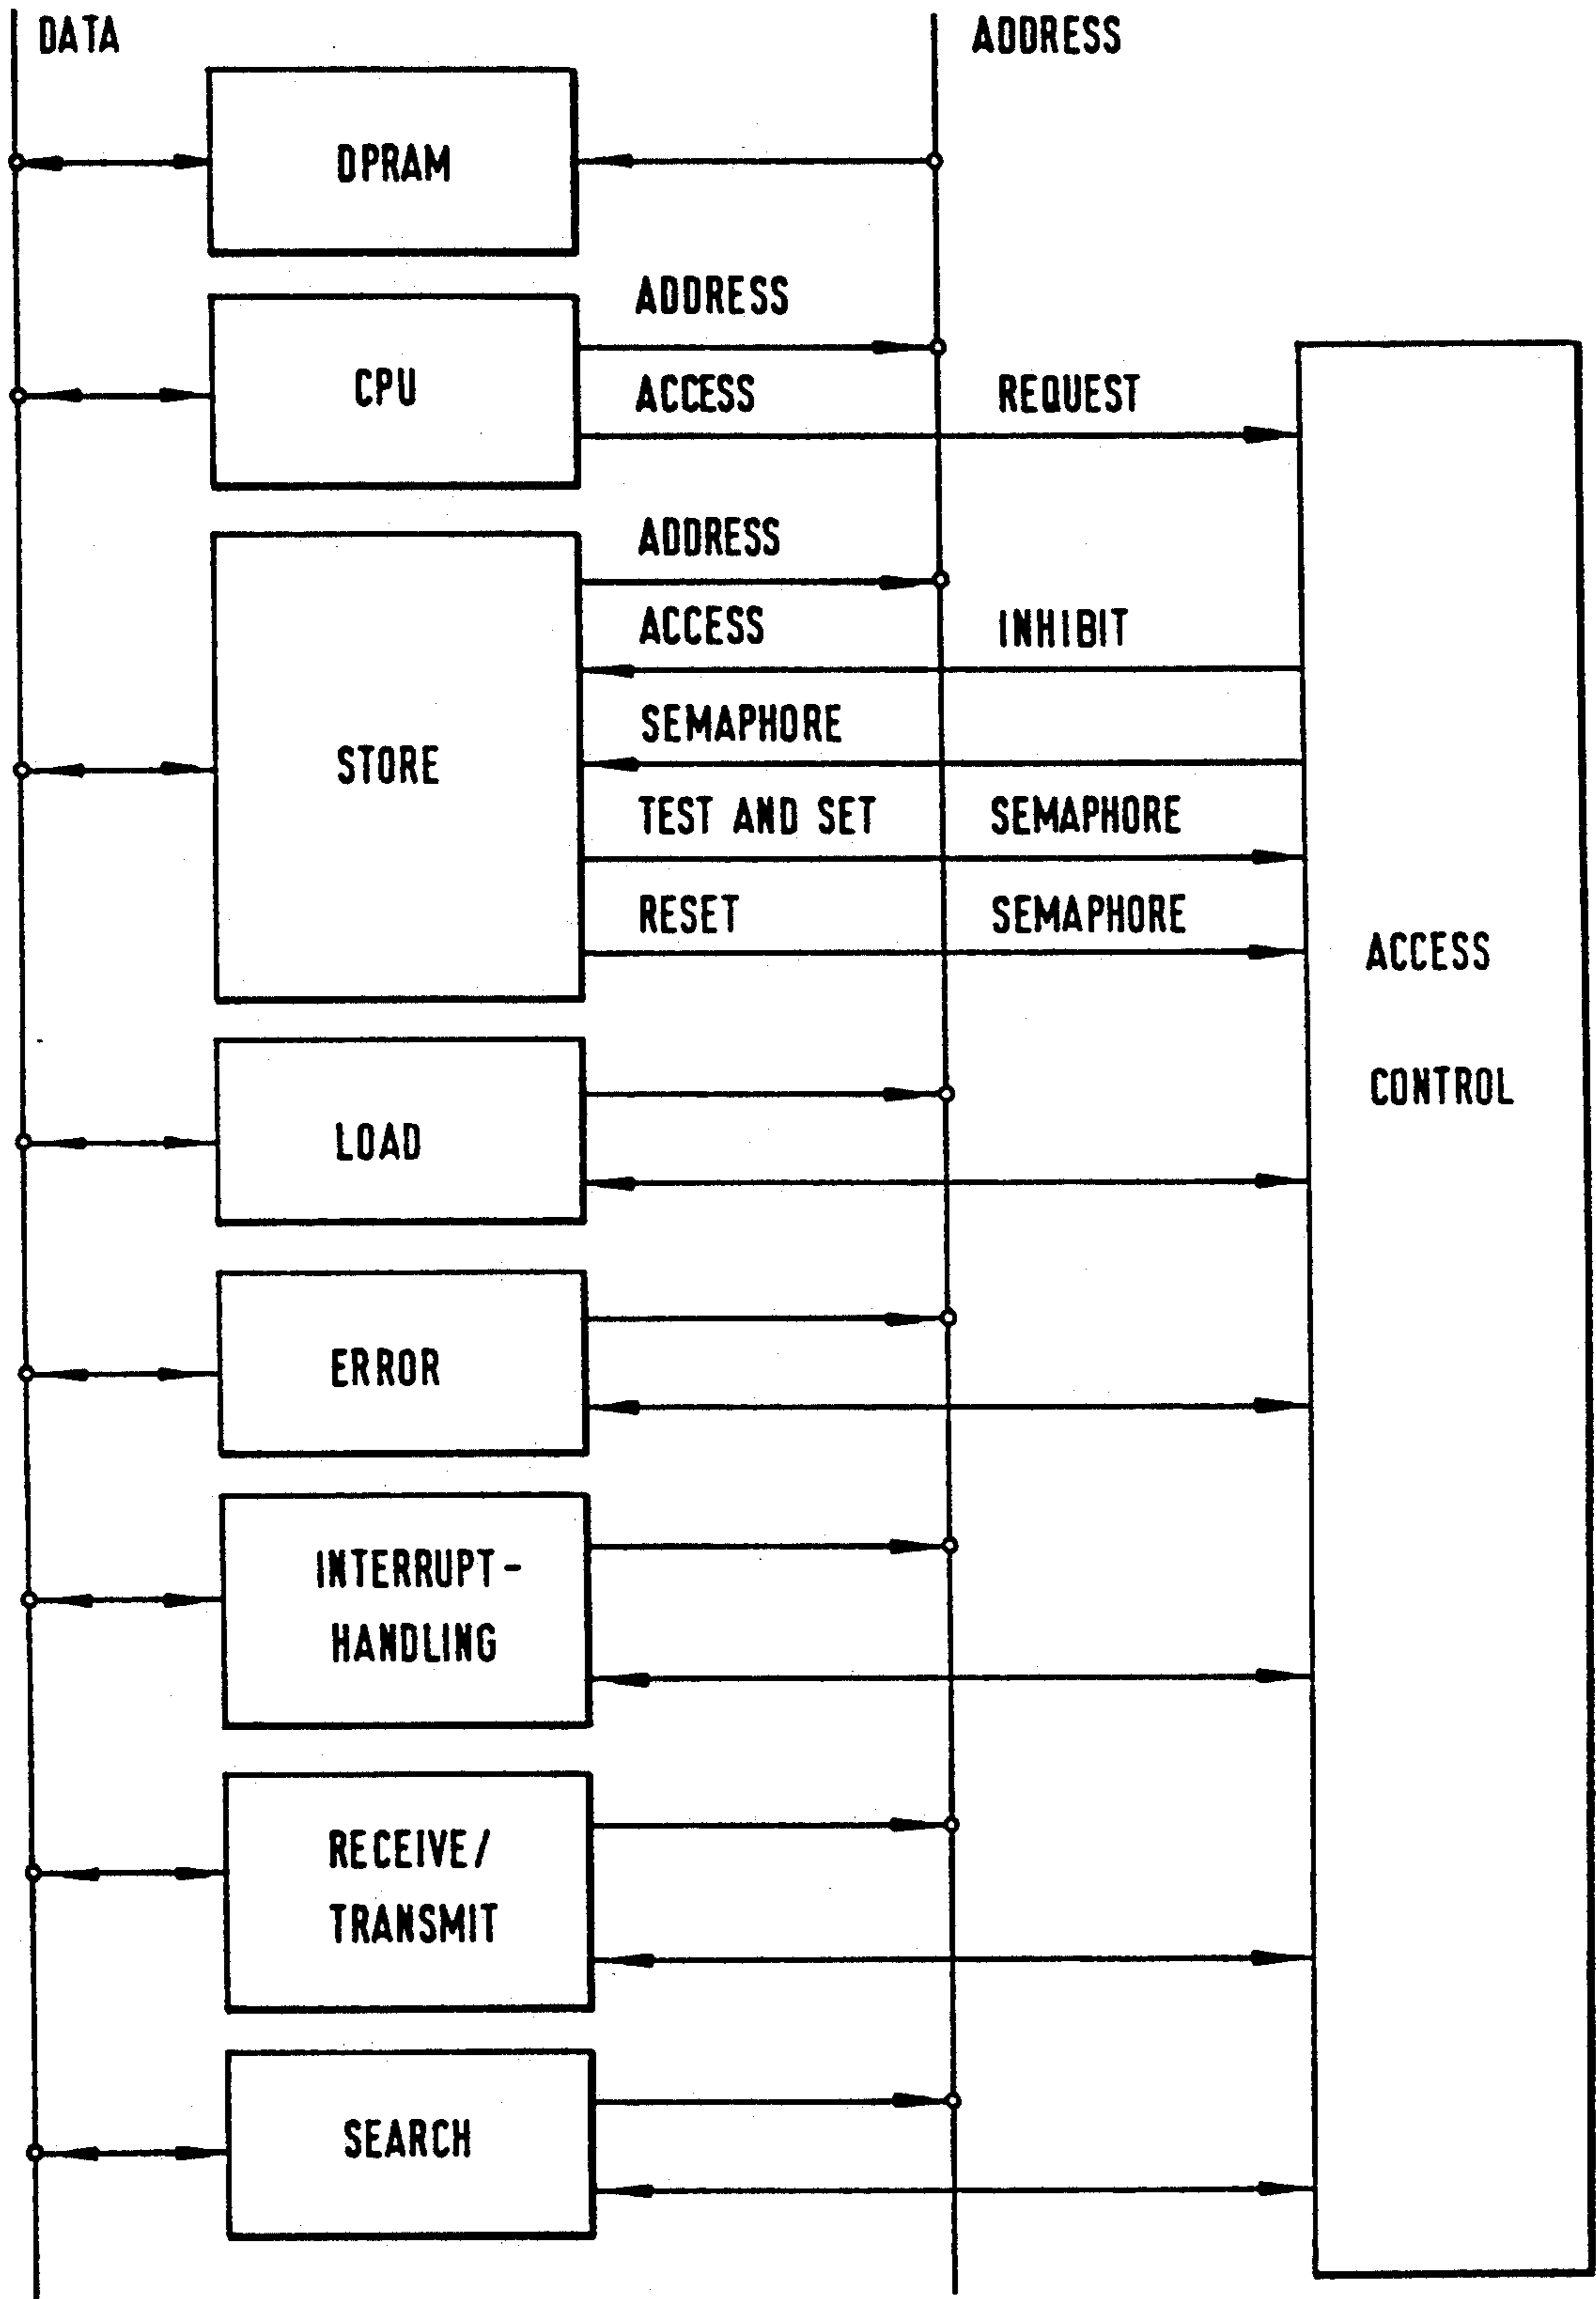 DATA
ADDRESS
DPRAM
ADDRESS
CPU
ACCESS REQUEST
ADDRESS
ACCESS INHIBIT
SEMAPHORE
STORE
TEST AND SET SEMAPHORE
RESET SEMAPHORE
ACCESS
CONTROL
LOAD
ERROR
INTERRUPT-
HANDLING
RECEIVE/
TRANSMIT
SEARCH